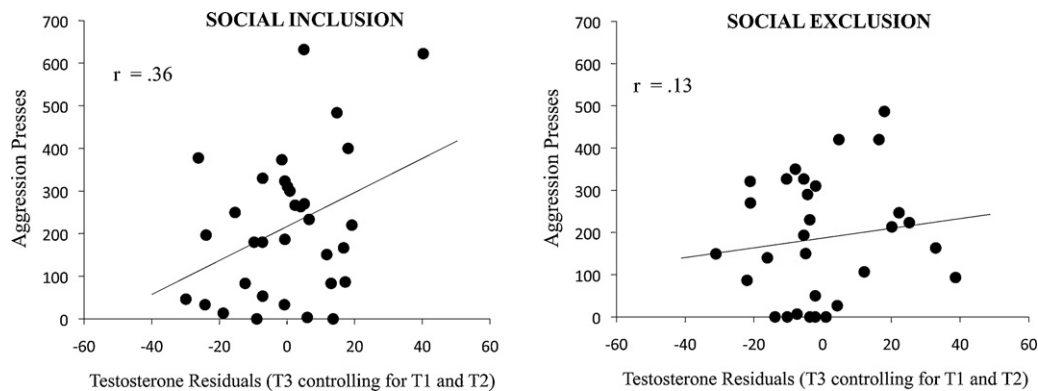 SOCIAL INCLUSION
r = .36
Aggression Presses
700
600
500
400
300
200
100
0
-60 -40 -20 0 20 40 60
Testosterone Residuals (T3 controlling for T1 and T2)
SOCIAL EXCLUSION
r = .13
Aggression Presses
700
600
500
400
300
200
100
0
-60 -40 -20 0 20 40 60
Testosterone Residuals (T3 controlling for T1 and T2)